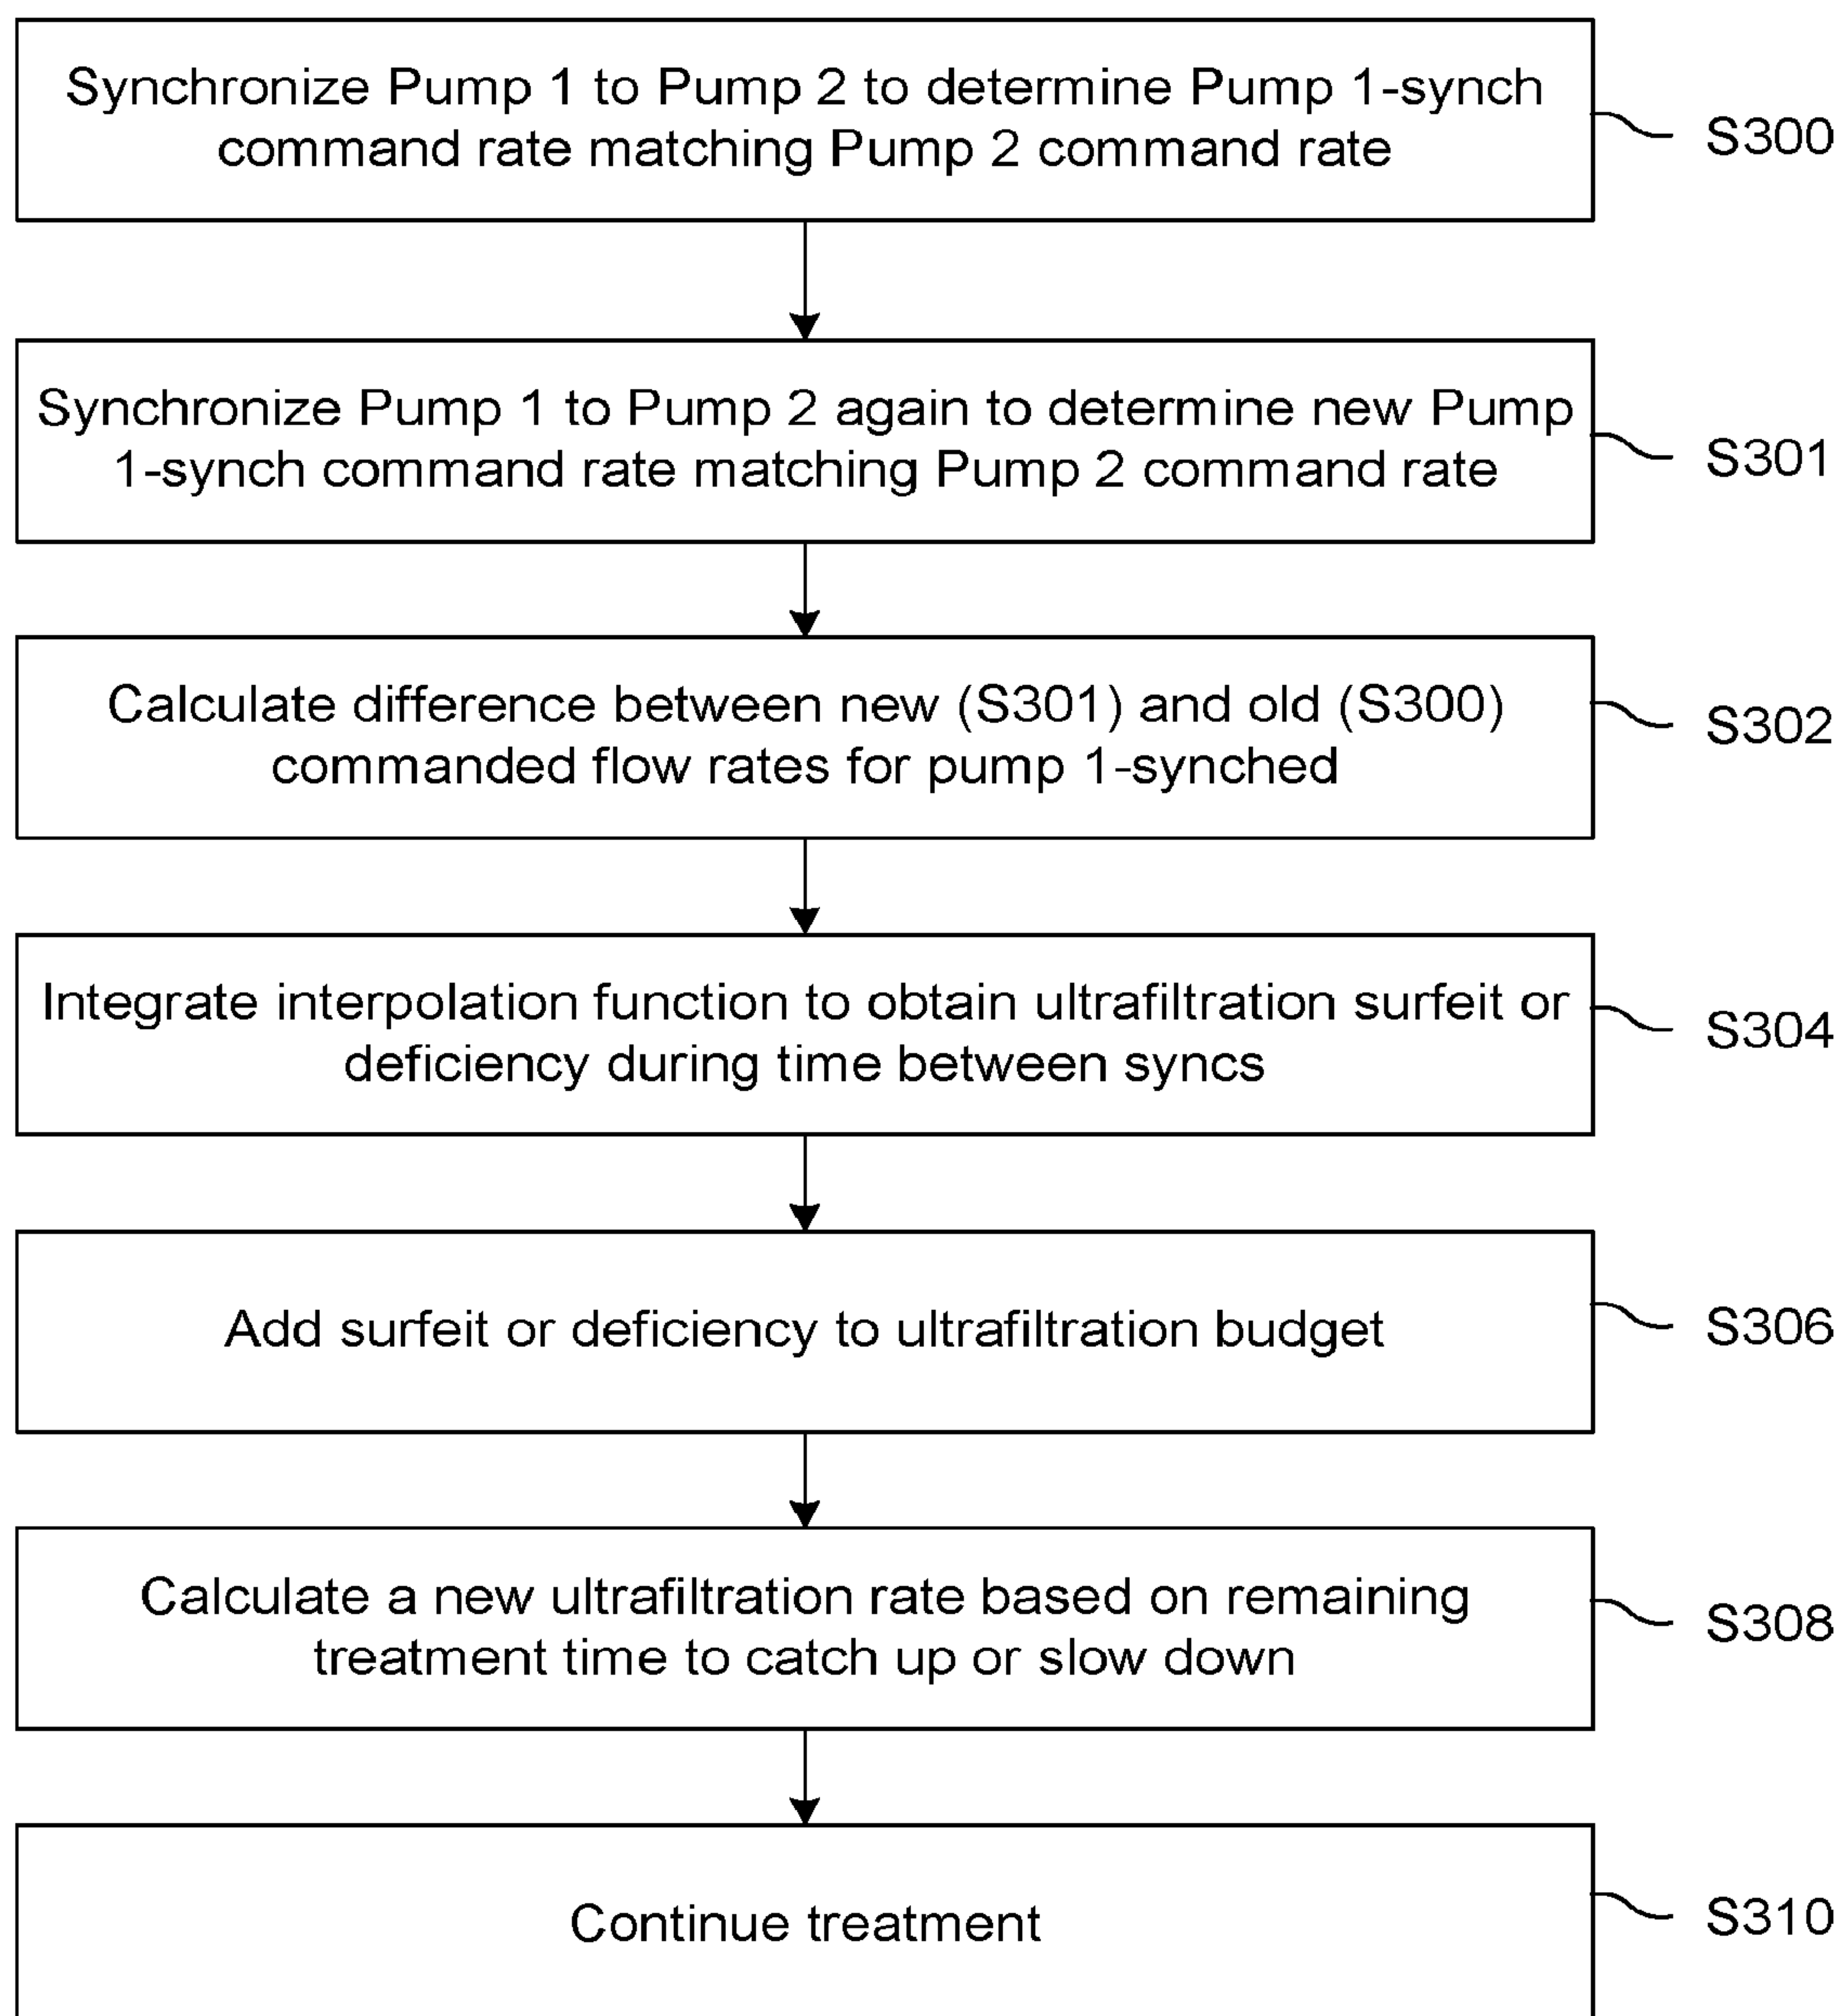 Synchronize Pump 1 to Pump 2 to determine Pump 1-synch
command rate matching Pump 2 command rate
S300
Synchronize Pump 1 to Pump 2 again to determine new Pump
1-synch command rate matching Pump 2 command rate
S301
Calculate difference between new (S301) and old (S300)
commanded flow rates for pump 1-synched
S302
Integrate interpolation function to obtain ultrafiltration surfeit or
deficiency during time between syncs
S304
Add surfeit or deficiency to ultrafiltration budget
S306
Calculate a new ultrafiltration rate based on remaining
treatment time to catch up or slow down
S308
Continue treatment
S310